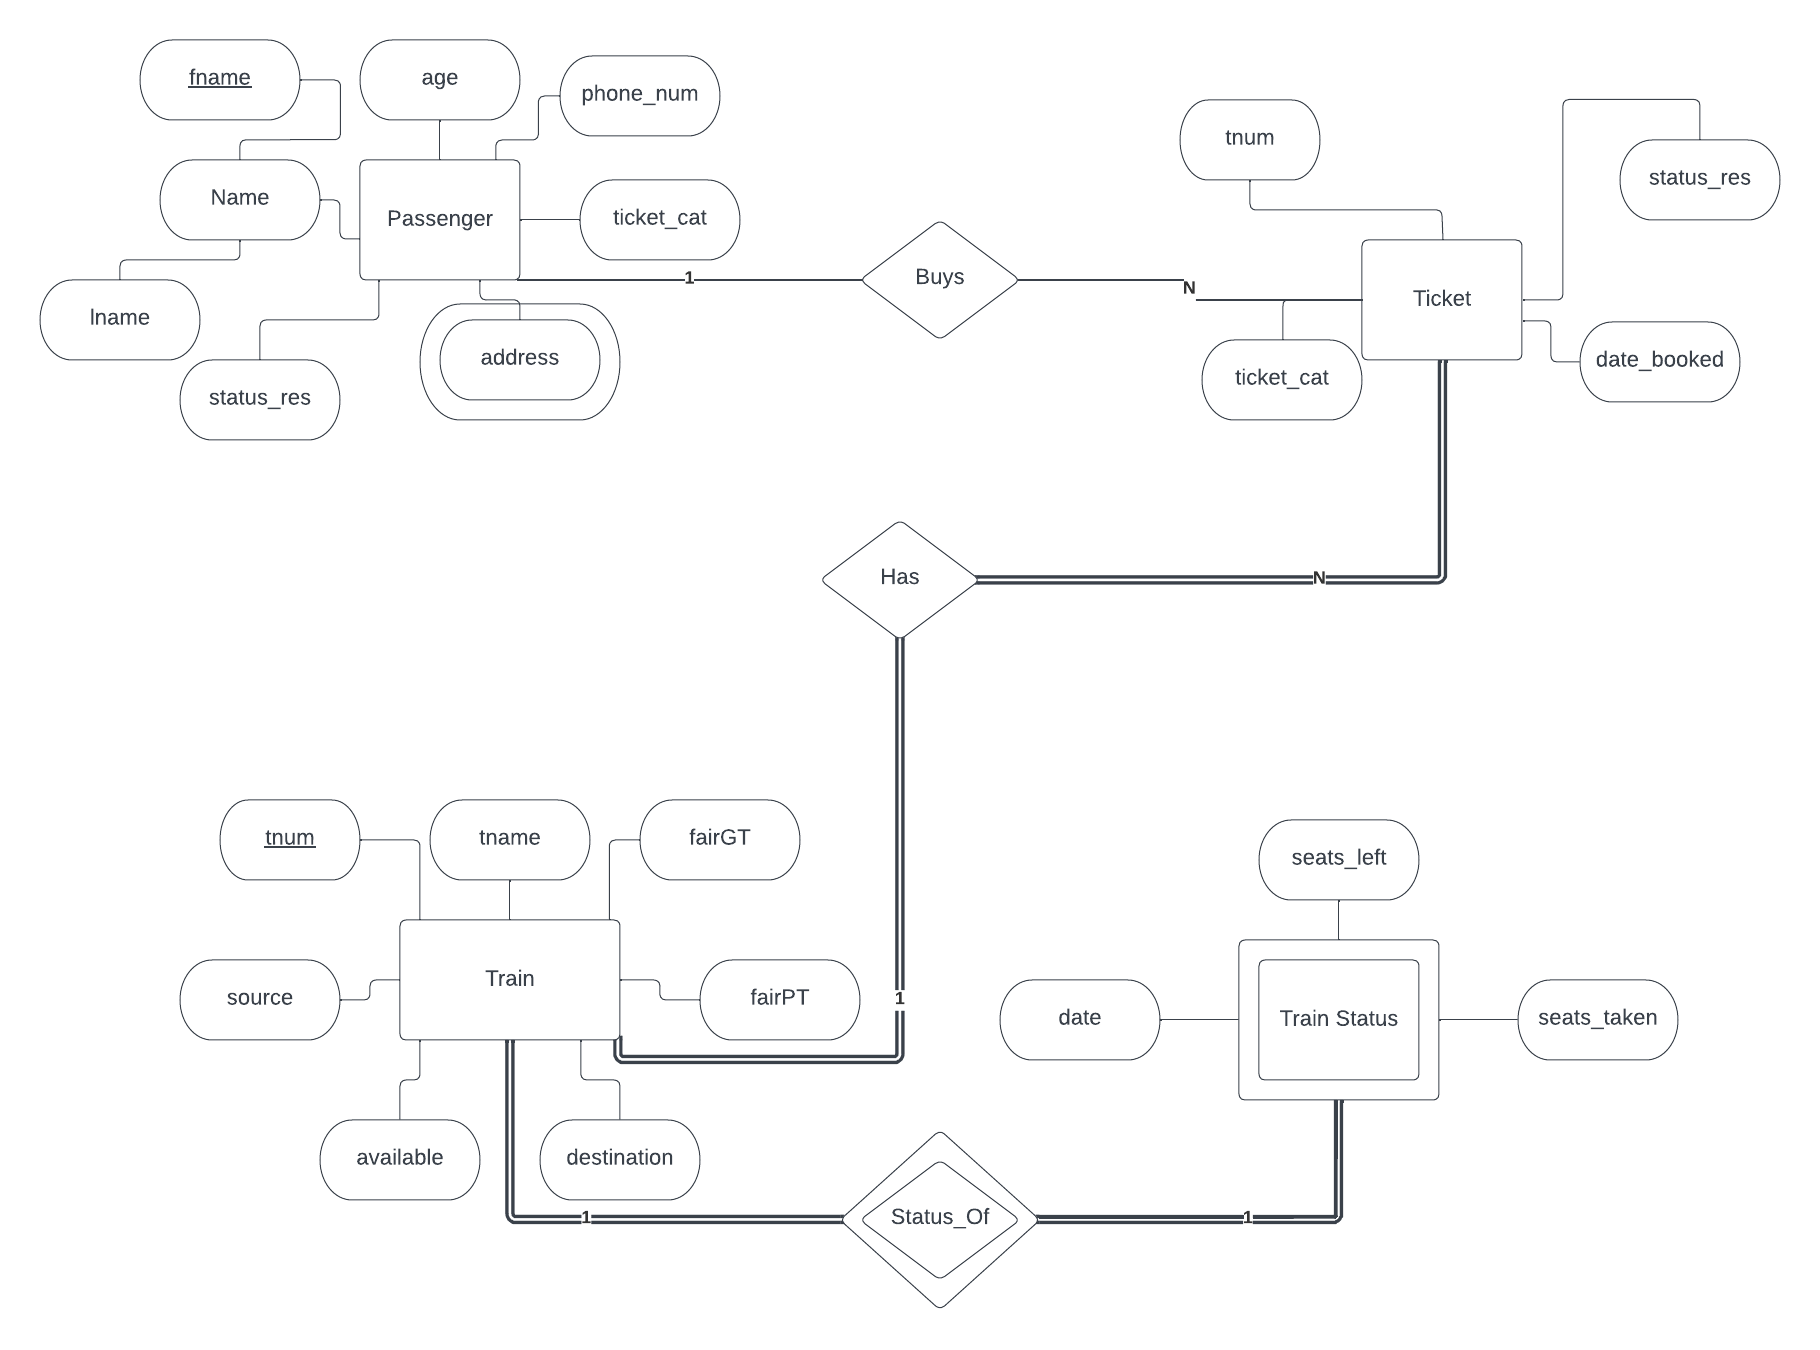 fname
age
phone_num
tnum
status_res
Name
Passenger
ticket_cat
Buys
1
N
Ticket
lname
address
status_res
ticket_cat
date_booked
Has
N
tnum
tname
fairGT
seats_left
source
Train
fairPT
1
date
Train Status
seats_taken
available
destination
1
Status_Of
1